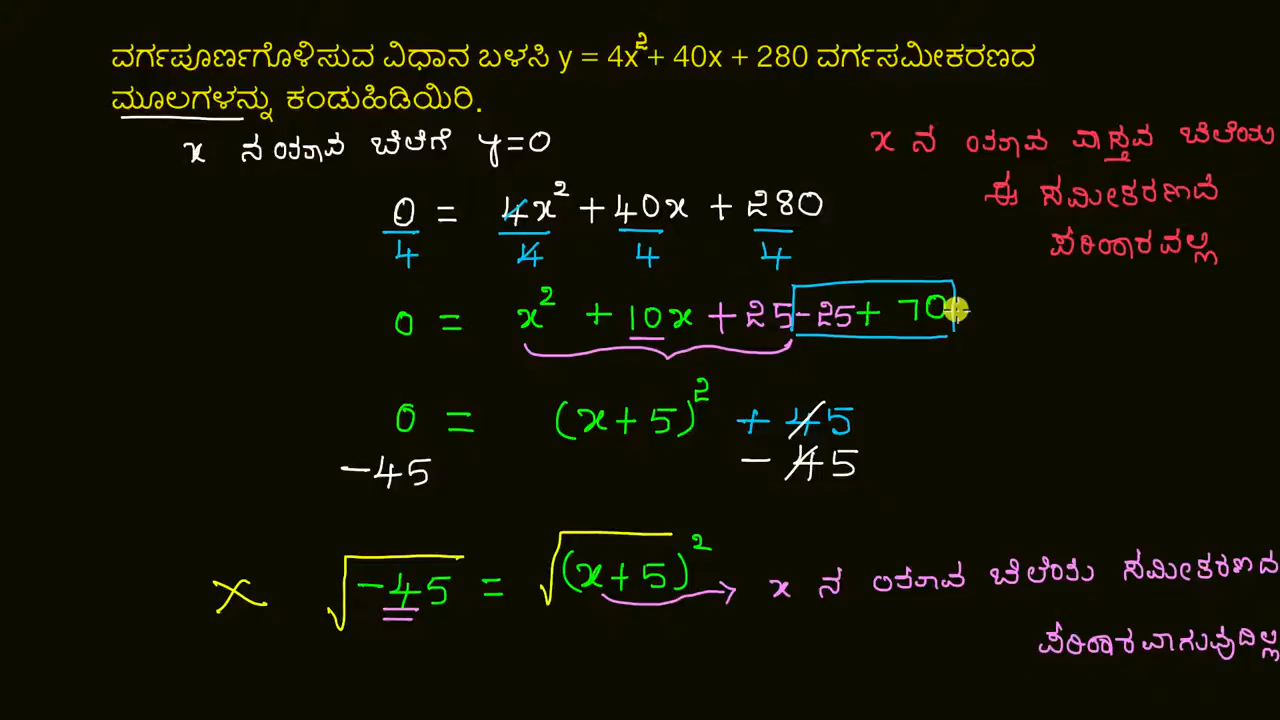 ವರ್ಗಪೂರ್ಣಗೊಳಿಸುವ ವಿಧಾನ ಬಳಸಿ y = 4x²+ 40x + 280 ವರ್ಗಸಮೀಕರಣದ
ಮೂಲಗಳನ್ನು ಕಂಡುಹಿಡಿಯಿರಿ.
x ನ ಯಾವ ಬೆಲೆಗೆ y=0
x ನ ಯಾವ ವಾಸ್ತವ ಬೆಲೆಯು
ಈ ಸಮೀಕರಣದ
ಪರಿಹಾರವಲ್ಲ
0 = 4x² + 40x + 280
4 4 4 4
0 = x² + 10x + 25 - 25 + 70
0 = (x+5)² + 45
-45 - 45
x √-45 = √(x+5)²
x ನ ಯಾವ ಬೆಲೆಯು ಸಮೀಕರಣದ
ಪರಿಹಾರವಾಗುವುದಿಲ್ಲ